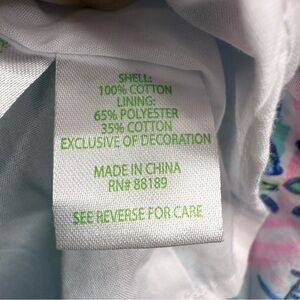 SHELL:
100% COTTON
LINING:
65% POLYESTER
35% COTTON
EXCLUSIVE OF DECORATION
MADE IN CHINA
RN# 88189
SEE REVERSE FOR CARE